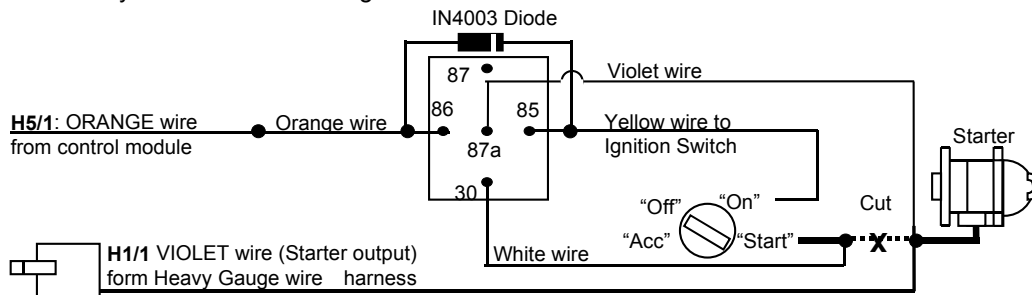 IN4003 Diode
87
Violet wire
86
85
H5/1: ORANGE wire
from control module
Orange wire
87a
Yellow wire to
Ignition Switch
Starter
30
“Off”
“On”
Cut
“Acc”
“Start”
X
H1/1 VIOLET wire (Starter output)
form Heavy Gauge wire harness
White wire